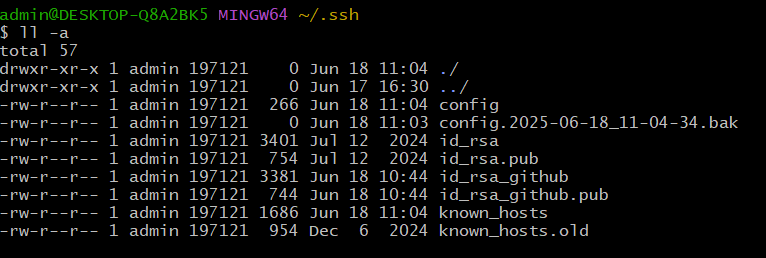 admin@DESKTOP-Q8A2BK5 MINGW64 ~/.ssh
$ ll -a
total 57
drwxr-xr-x 1 admin 197121    0 Jun 18 11:04 ./
drwxr-xr-x 1 admin 197121    0 Jun 17 16:30 ../
-rw-r--r-- 1 admin 197121  266 Jun 18 11:04 config
-rw-r--r-- 1 admin 197121    0 Jun 18 11:03 config.2025-06-18_11-04-34.bak
-rw-r--r-- 1 admin 197121 3401 Jul 12  2024 id_rsa
-rw-r--r-- 1 admin 197121  754 Jul 12  2024 id_rsa.pub
-rw-r--r-- 1 admin 197121 3381 Jun 18 10:44 id_rsa_github
-rw-r--r-- 1 admin 197121  744 Jun 18 10:44 id_rsa_github.pub
-rw-r--r-- 1 admin 197121 1686 Jun 18 11:04 known_hosts
-rw-r--r-- 1 admin 197121  954 Dec  6  2024 known_hosts.old